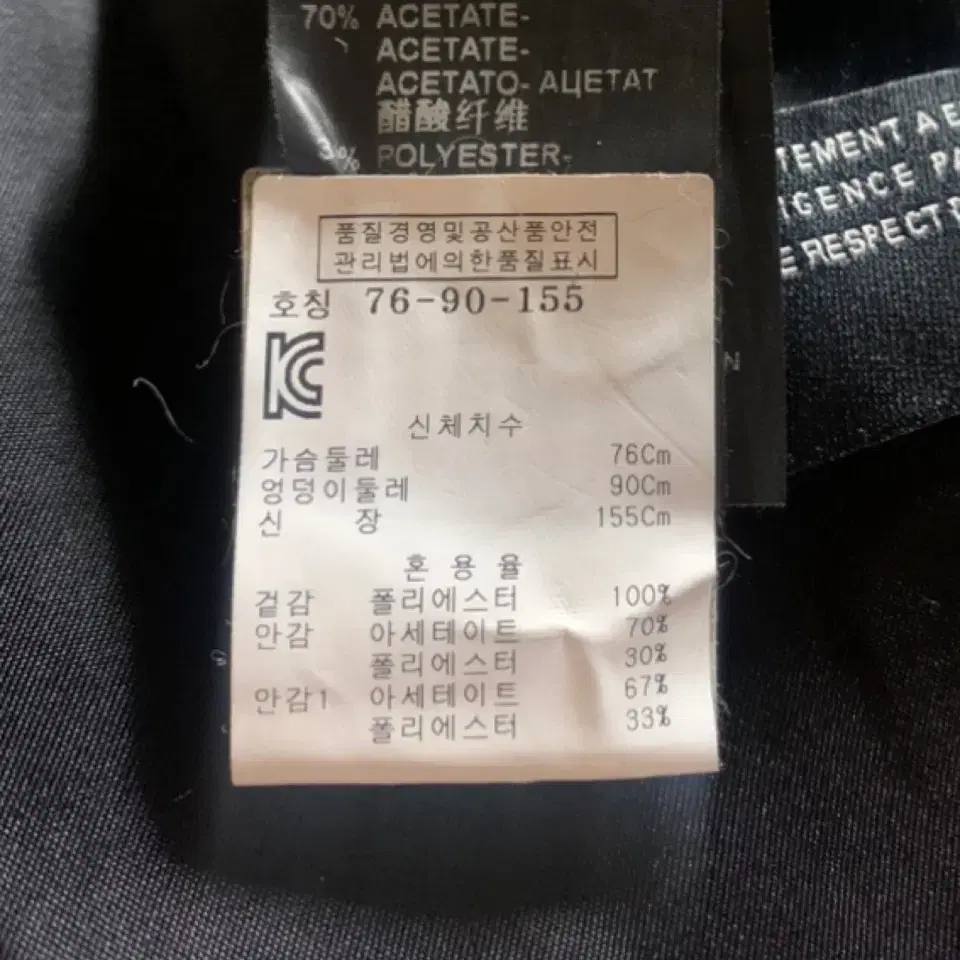 70% ACETATE-
ACETATE-
ACETATO- АЦЕТАТ
醋酸纤维
POLYESTER-
TEMENT A E
IGENCE PA
E RESPECT D
품질경영및공산품안전
관리법에의한품질표시
호칭 76-90-155
KC
신체치수
가슴둘레 76Cm
엉덩이둘레 90Cm
신 장 155Cm
혼 용 율
겉감 폴리에스터 100%
안감 아세테이트 70%
폴리에스터 30%
안감1 아세테이트 67%
폴리에스터 33%
N